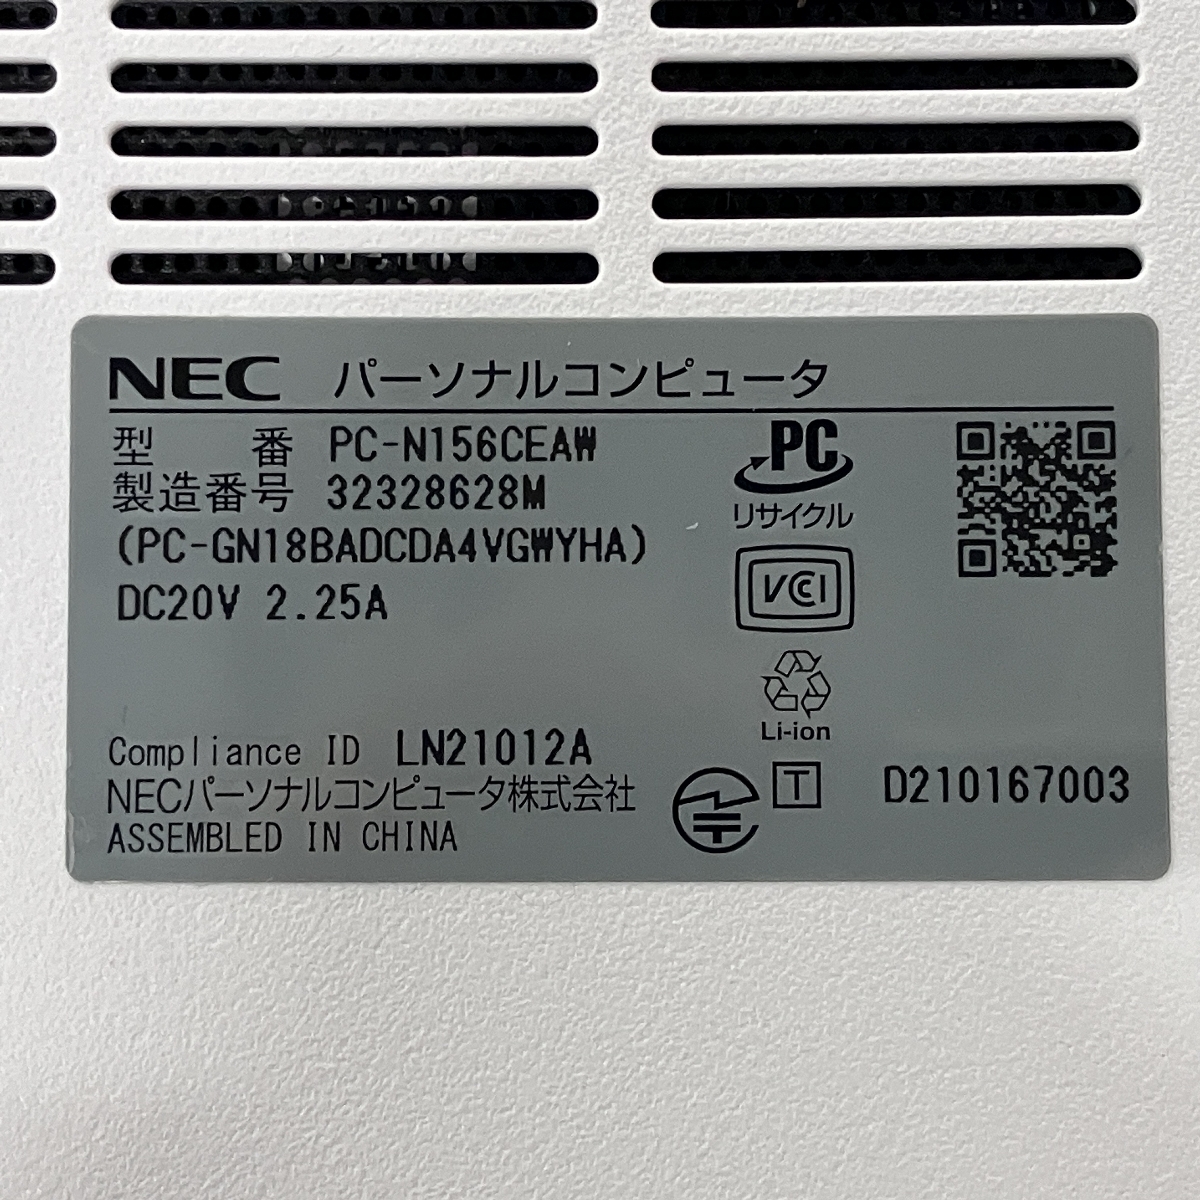 NEC パーソナルコンピュータ
型 番 PC-N156CEAW
製造番号 32328628M
(PC-GN18BADCDA4VGWYHA)
DC20V 2.25A
PC
リサイクル
VCCI
Li-ion
Compliance ID LN21012A
NECパーソナルコンピュータ株式会社
ASSEMBLED IN CHINA
T D210167003